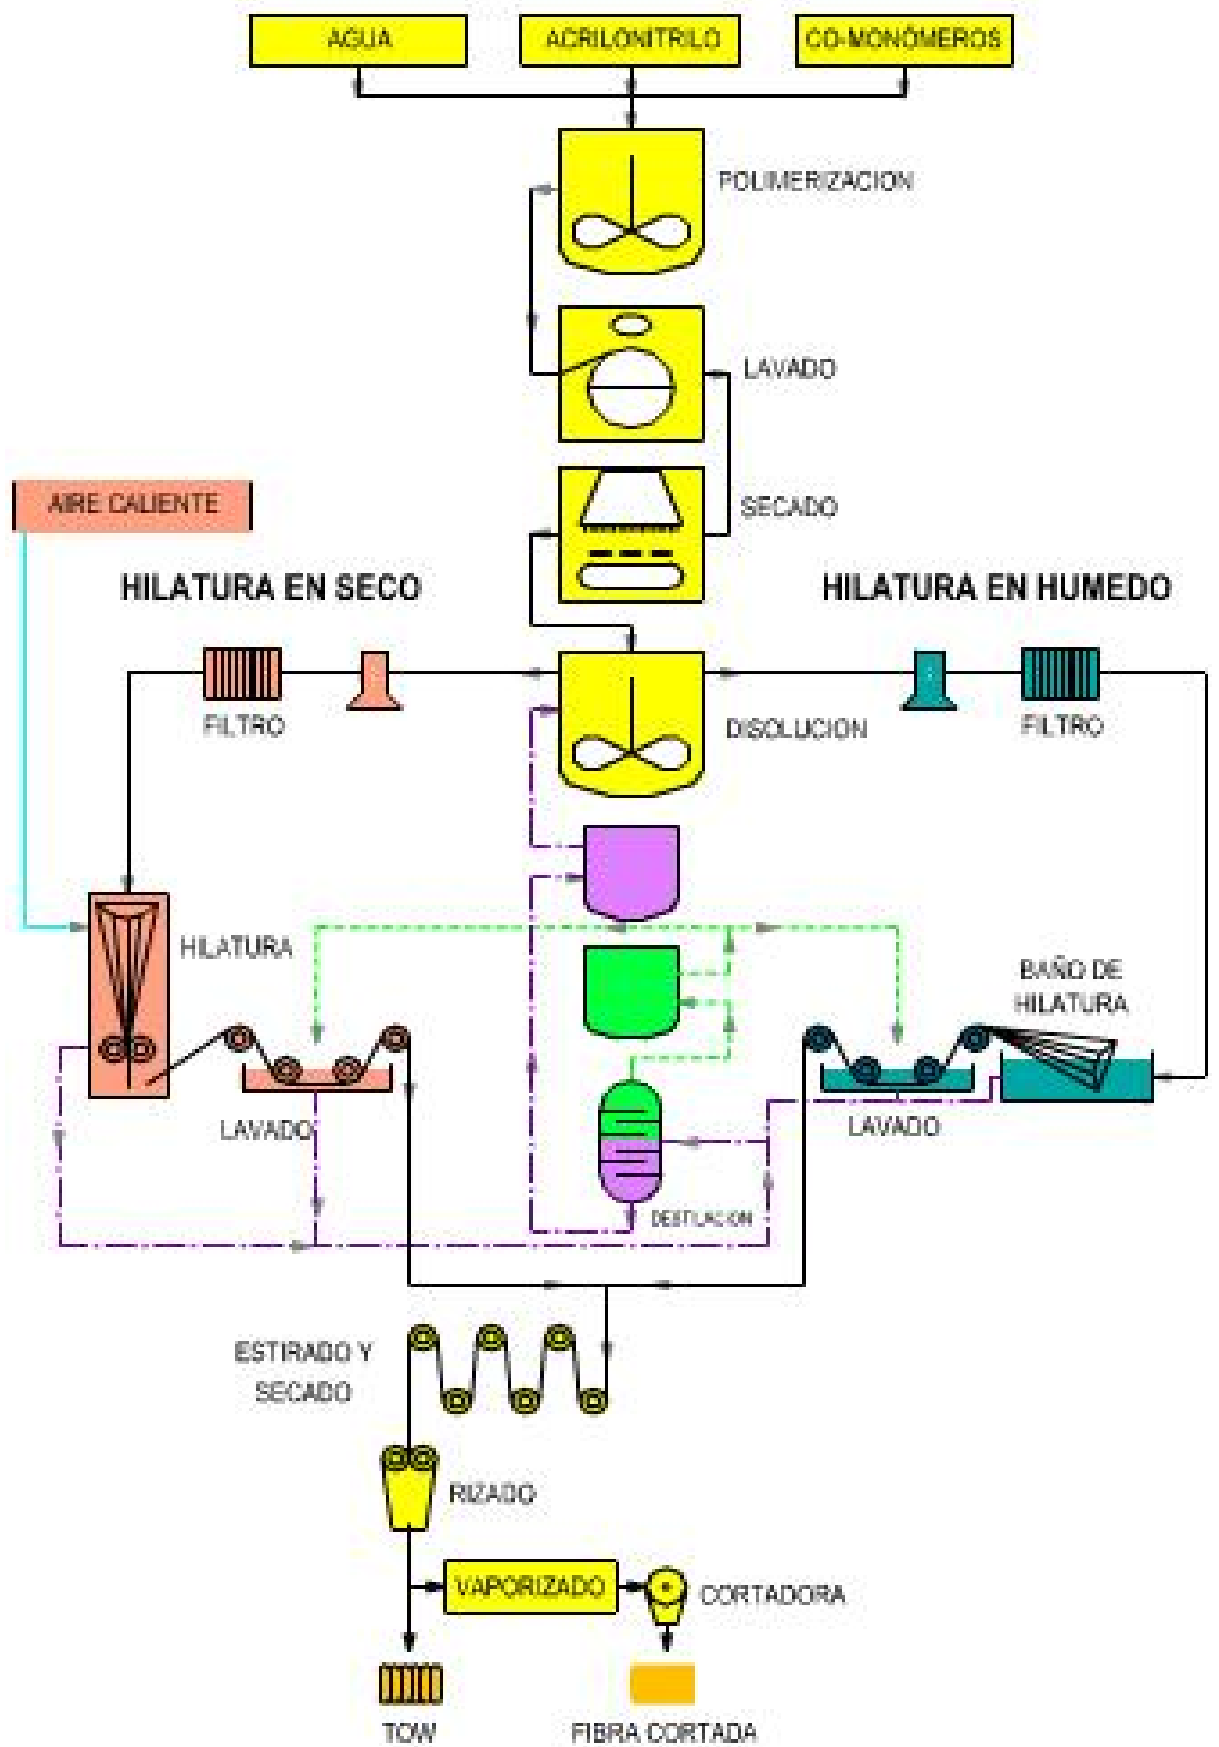 AGUA
ACRILONITRILO
CO-MONÓMEROS
POLIMERIZACION
LAVADO
AIRE CALIENTE
SECADO
HILATURA EN SECO
HILATURA EN HUMEDO
FILTRO
DISOLUCION
FILTRO
HILATURA
BAÑO DE
HILATURA
LAVADO
LAVADO
DESTILACION
ESTIRADO Y
SECADO
RIZADO
VAPORIZADO
CORTADORA
TOW
FIBRA CORTADA